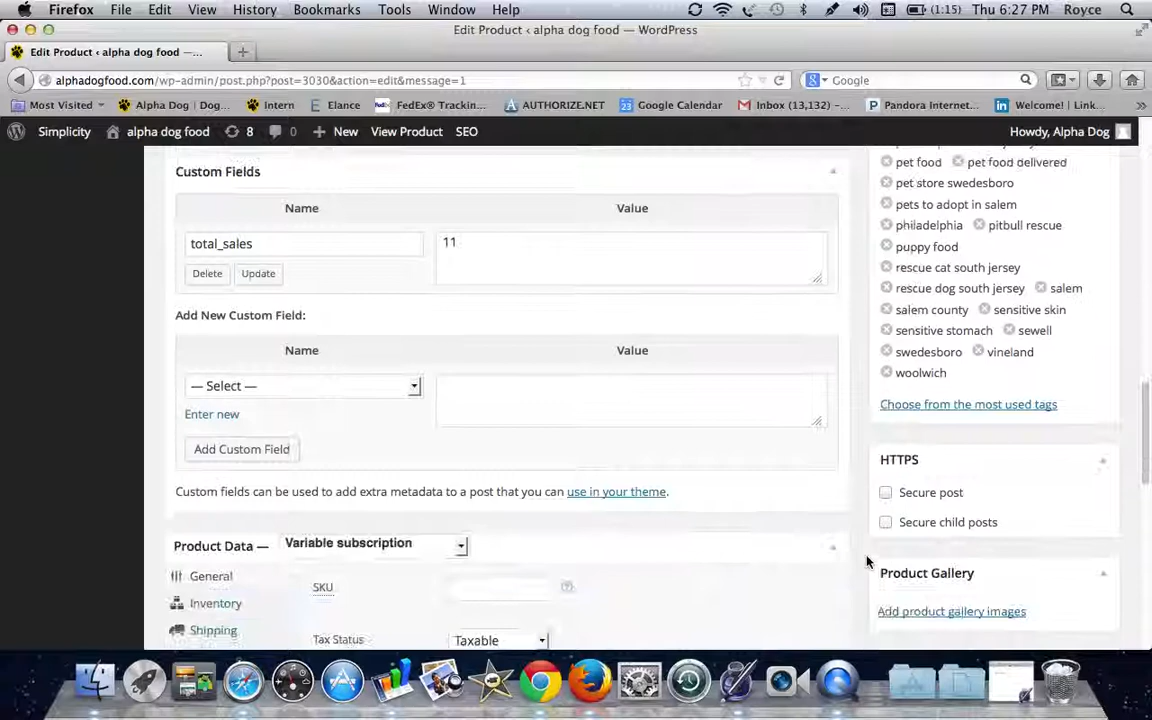 Firefox File Edit View History Bookmarks Tools Window Help (1:15) Thu 6:27 PM Royce
Edit Product ‹ alpha dog food — WordPress
Edit Product ‹ alpha dog food —...
alphadogfood.com/wp-admin/post.php?post=3030&action=edit&message=1 Google
Most Visited Alpha Dog | Dog... Intern Elance FedEx® Trackin... AUTHORIZE.NET Google Calendar Inbox (13,132) –... Pandora Internet... Welcome! | Link...
Simplicity alpha dog food 8 0 New View Product SEO Howdy, Alpha Dog
Custom Fields
Name Value
total_sales 11
Delete Update
Add New Custom Field:
Name Value
— Select —
Enter new
Add Custom Field
Custom fields can be used to add extra metadata to a post that you can use in your theme.
Product Data — Variable subscription
General
Inventory
Shipping
SKU
Tax Status Taxable
pet food pet food delivered
pet store swedesboro
pets to adopt in salem
philadelphia pitbull rescue
puppy food
rescue cat south jersey
rescue dog south jersey salem
salem county sensitive skin
sensitive stomach sewell
swedesboro vineland
woolwich
Choose from the most used tags
HTTPS
Secure post
Secure child posts
Product Gallery
Add product gallery images